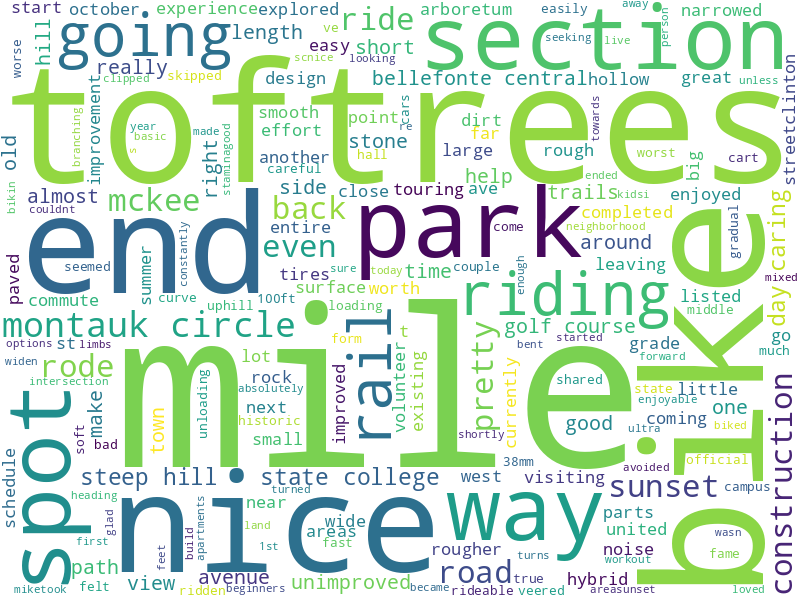 start october experience explored arboretum easily away person narrowed
worse hill going length ride easy short section seeking live
ve scnice looking
really clipped skipped design bellefonte central hollow great unless
toftrees
branching improvement year basic s made right staminagood smooth effort point hall cars re dirt far towards worst big cart streetclinton
old another careful stone large rough
bikin almost mckee side close touring ave help trails ended kidsi enjoyed
couldnt back entire come completed neighborhood gradual day caring mixed
end park
paved seemed summer constantly even tires sure today time couple around leaving
commute curve uphill 100ft surface worth loading enough riding listed middle go
montauk circle form t pretty golf course grade much
options st limbs lot rail bent started forward
widen rode rock improved volunteer existing currently shared state little
intersection mile absolutely next enjoyable bike
spot soft make town unloading historic good coming one
bad small shortly ultra biked
schedule steep hill state college west 38mm visiting avoided official construction
heading turned near sunset campus
nice way parts
first glad build apartments land areas wide united wasn
path felt feet 1st fast rougher noise turns fame
view avenue road true hybrid workout
miketook ridden beginners unimproved became rideable veered areasunset loved